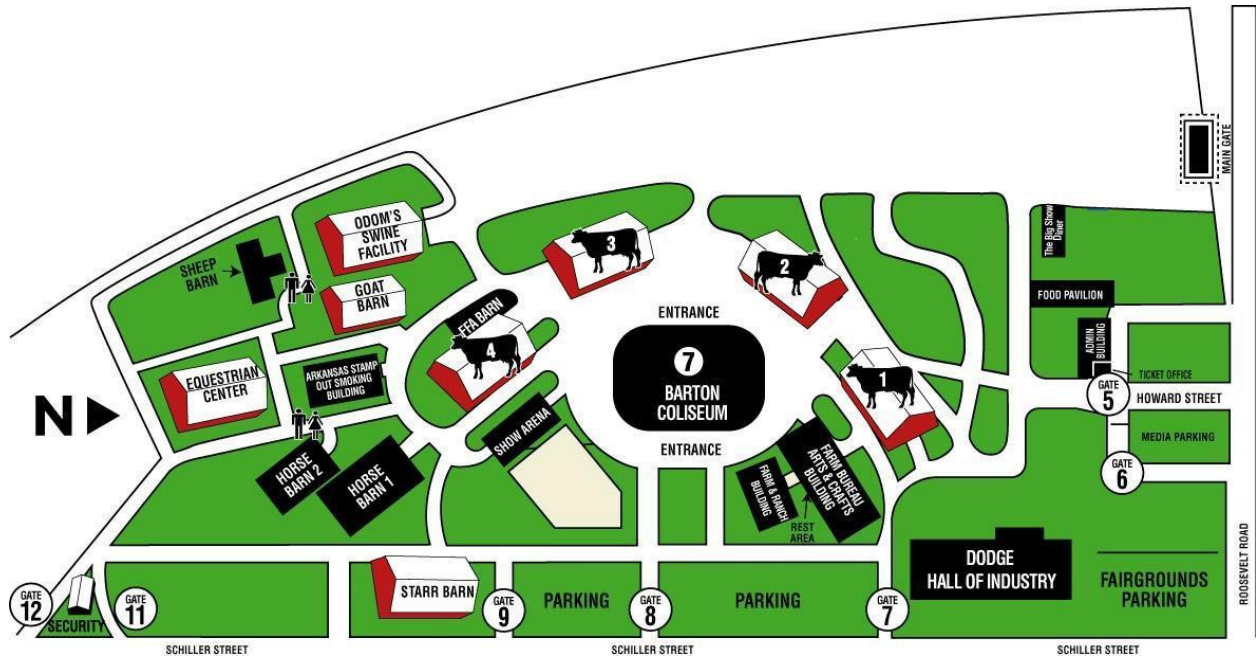 MAIN GATE
ODOM'S
SWINE
FACILITY
SHEEP
BARN
GOAT
BARN
3
2
The Big Show
Diner
FOOD PAVILION
ADMIN
BUILDING
TICKET OFFICE
FFA BARN
4
ENTRANCE
7
BARTON
COLISEUM
ENTRANCE
1
EQUESTRIAN
CENTER
ARKANSAS STAMP
OUT SMOKING
BUILDING
N
GATE
5
HOWARD STREET
MEDIA PARKING
GATE
6
SHOW ARENA
HORSE
BARN 2
HORSE
BARN 1
FARM & RANCH
BUILDING
FARM BUREAU
ARTS & CRAFTS
BUILDING
REST
AREA
DODGE
HALL OF INDUSTRY
FAIRGROUNDS
PARKING
ROOSEVELT ROAD
GATE
12
SECURITY
GATE
11
STARR BARN
GATE
9
PARKING
GATE
8
PARKING
GATE
7
SCHILLER STREET
SCHILLER STREET
SCHILLER STREET